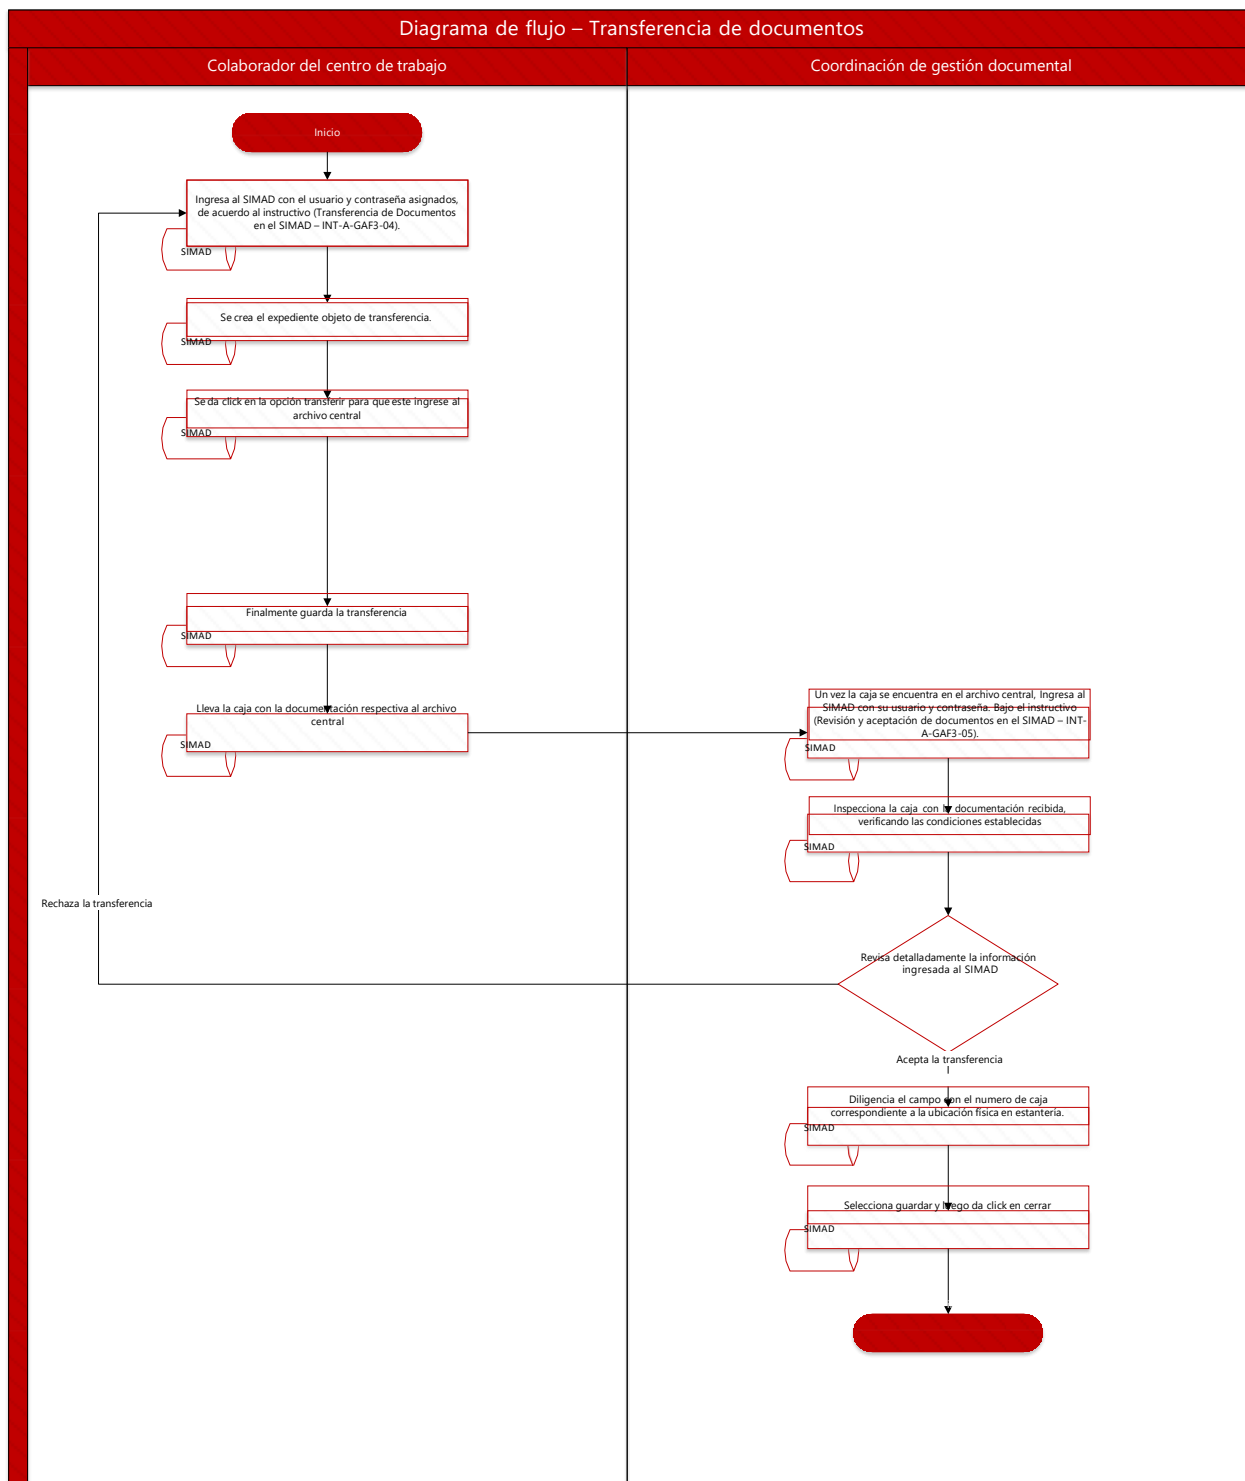 Diagrama de flujo – Transferencia de documentos
Colaborador del centro de trabajo
Coordinación de gestión documental
Inicio
Ingresa al SIMAD con el usuario y contraseña asignados,
de acuerdo al instructivo (Transferencia de Documentos
en el SIMAD – INT-A-GAF3-04).
SIMAD
Se crea el expediente objeto de transferencia.
SIMAD
Se da click en la opción transferir para que este ingrese al
archivo central
SIMAD
Finalmente guarda la transferencia
SIMAD
Lleva la caja con la documentación respectiva al archivo
central
SIMAD
Un vez la caja se encuentra en el archivo central, Ingresa al
SIMAD con su usuario y contraseña. Bajo el instructivo
(Revisión y aceptación de documentos en el SIMAD – INT-
A-GAF3-05).
SIMAD
Inspecciona la caja con la documentación recibida,
verificando las condiciones establecidas
SIMAD
Rechaza la transferencia
Revisa detalladamente la información
ingresada al SIMAD
Acepta la transferencia
Diligencia el campo con el numero de caja
correspondiente a la ubicación física en estantería.
SIMAD
Selecciona guardar y luego da click en cerrar
SIMAD